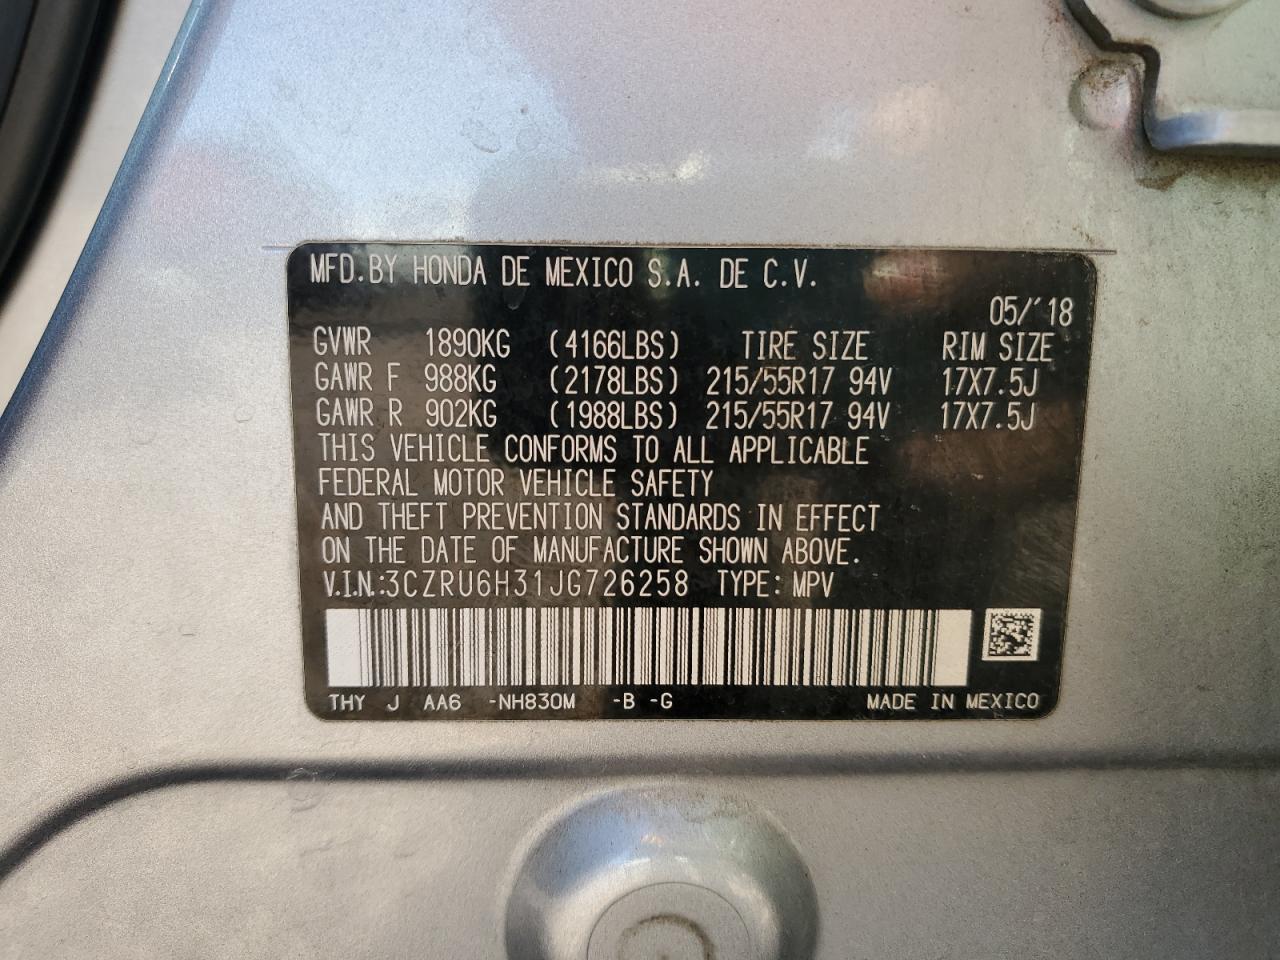 MFD.BY HONDA DE MEXICO S.A. DE C.V.
05/'18
GVWR 1890KG (4166LBS) TIRE SIZE RIM SIZE
GAWR F 988KG (2178LBS) 215/55R17 94V 17X7.5J
GAWR R 902KG (1988LBS) 215/55R17 94V 17X7.5J
THIS VEHICLE CONFORMS TO ALL APPLICABLE
FEDERAL MOTOR VEHICLE SAFETY
AND THEFT PREVENTION STANDARDS IN EFFECT
ON THE DATE OF MANUFACTURE SHOWN ABOVE.
V.I.N.:3CZRU6H31JG726258 TYPE: MPV
THY J AA6 -NH830M -B -G MADE IN MEXICO